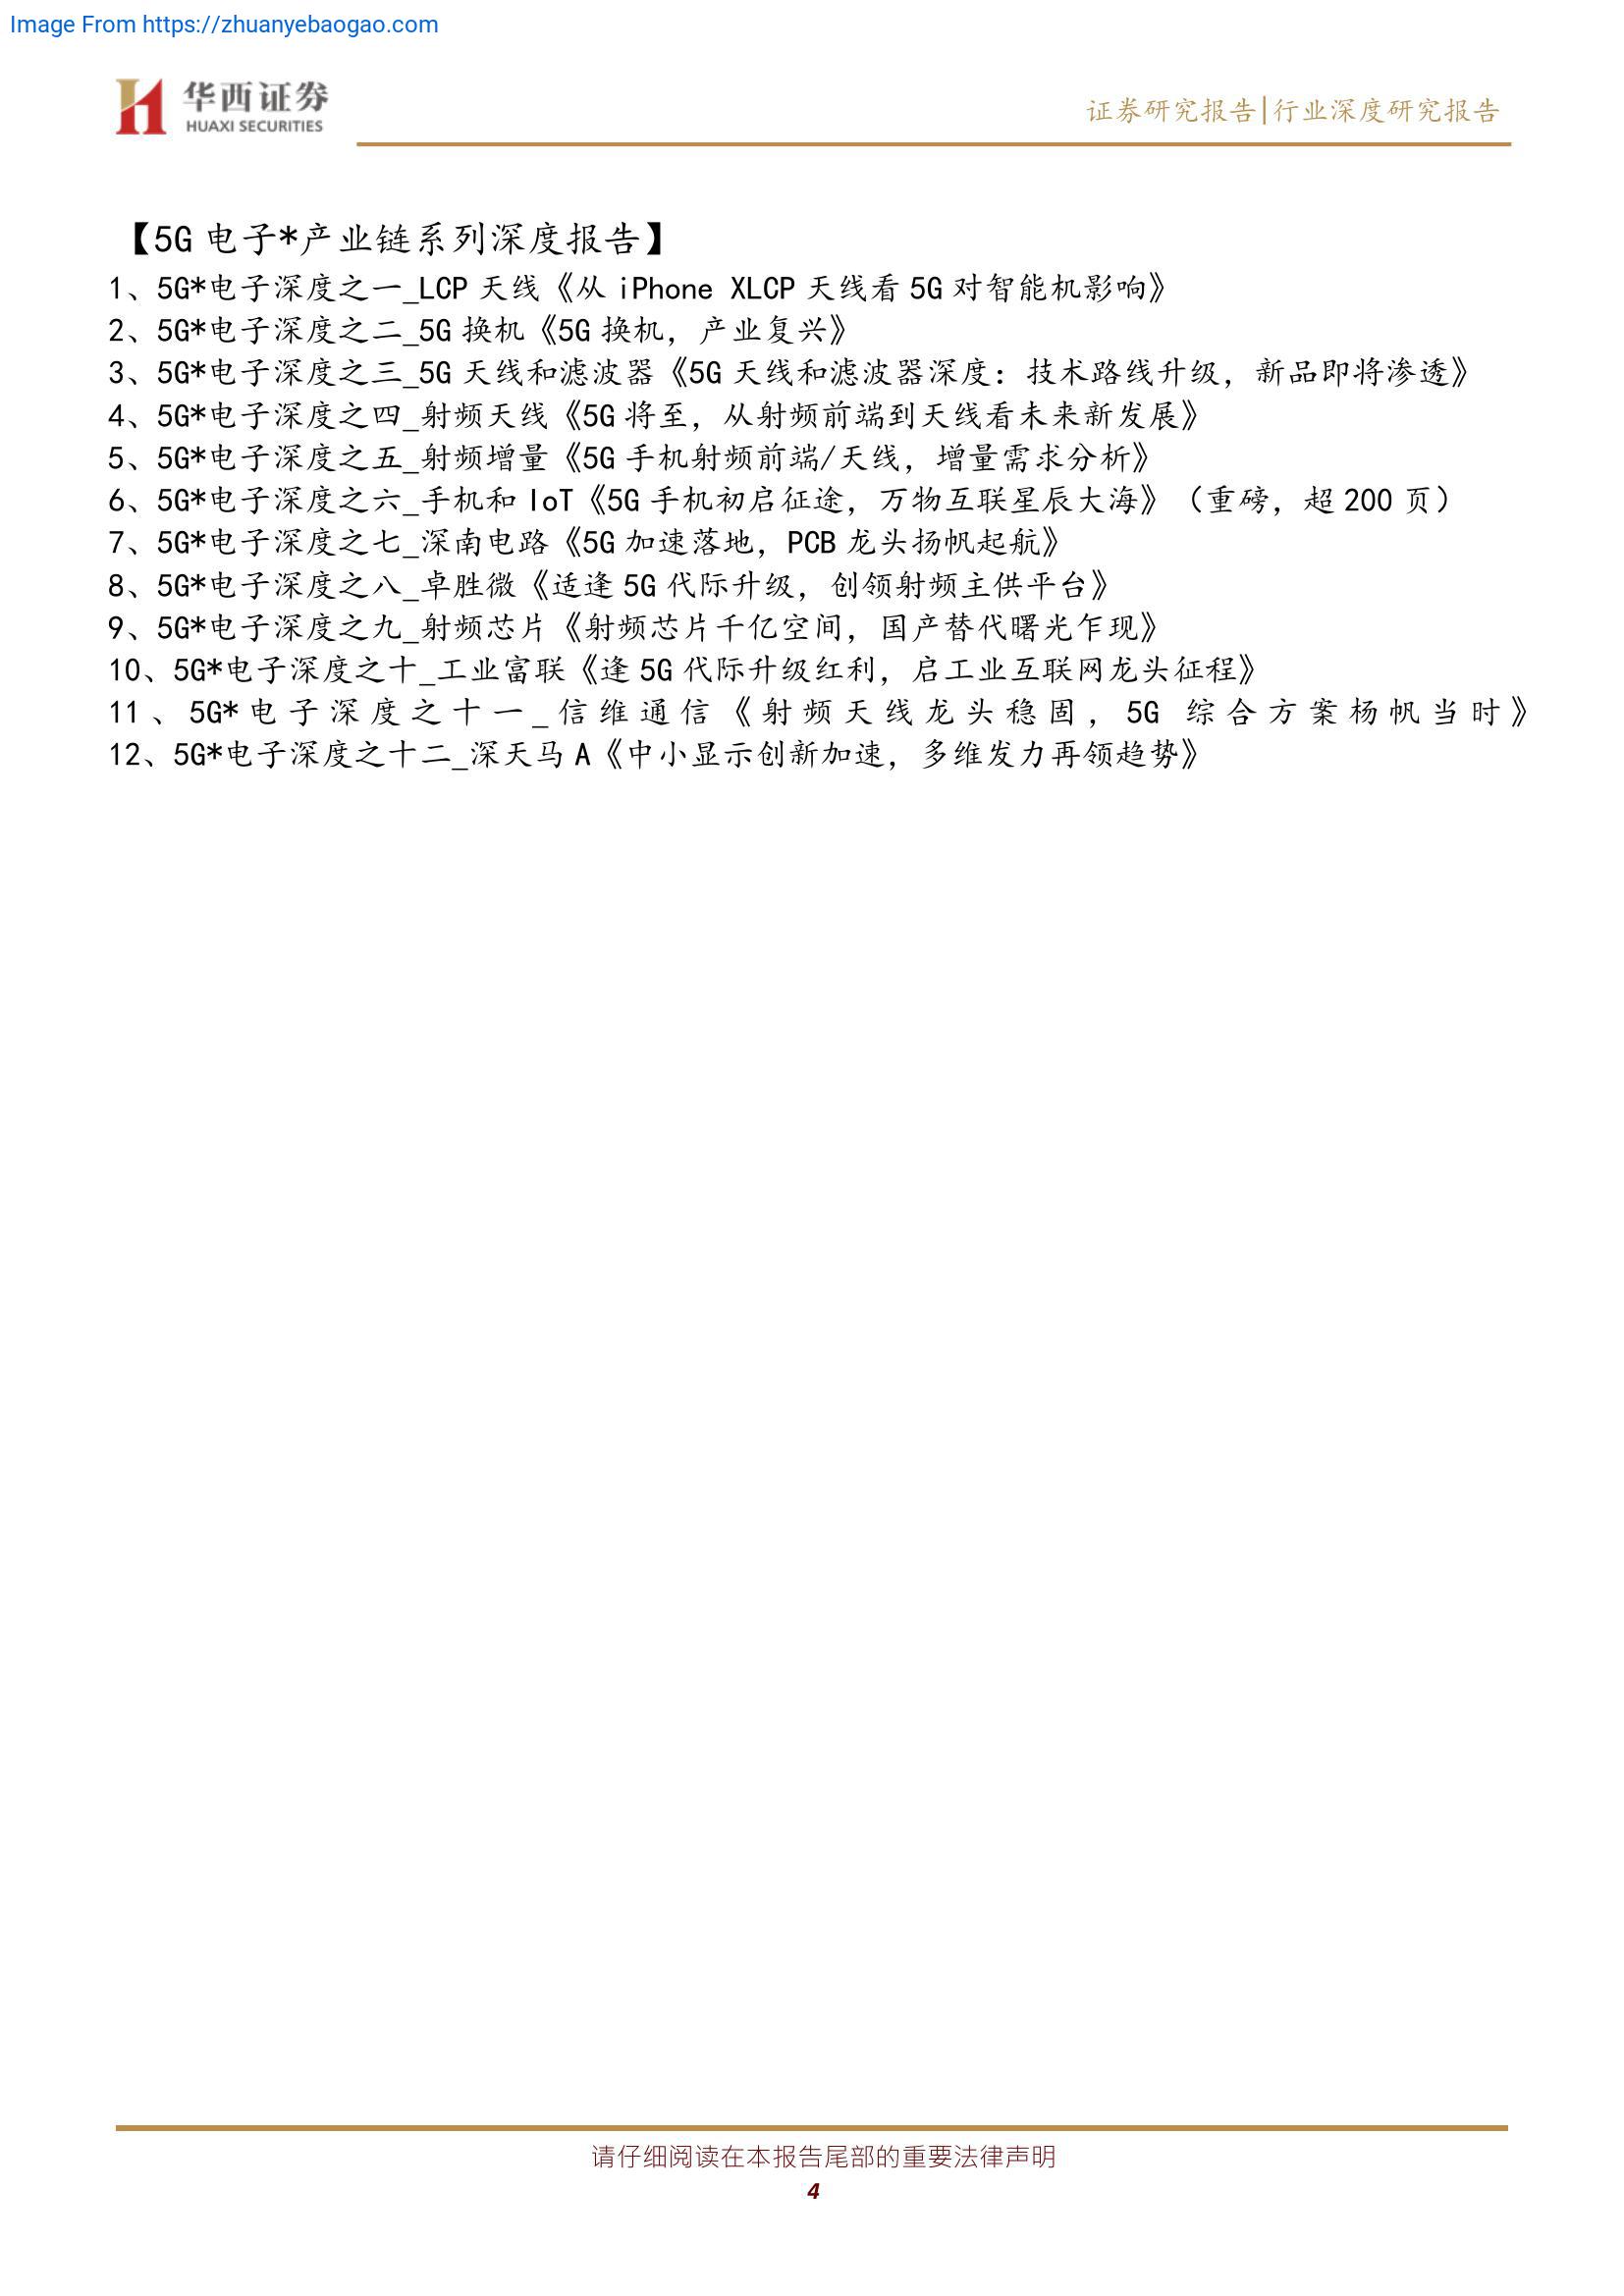 Image From https://zhuanyebaogao.com
华西证券
HUAXI SECURITIES
证券研究报告|行业深度研究报告
【5G 电子*产业链系列深度报告】
1、5G*电子深度之一_LCP 天线《从 iPhone XLCP 天线看 5G 对智能机影响》
2、5G*电子深度之二_5G 换机《5G 换机，产业复兴》
3、5G*电子深度之三_5G 天线和滤波器《5G 天线和滤波器深度：技术路线升级，新品即将渗透》
4、5G*电子深度之四_射频天线《5G 将至，从射频前端到天线看未来新发展》
5、5G*电子深度之五_射频增量《5G 手机射频前端/天线，增量需求分析》
6、5G*电子深度之六_手机和 IoT《5G 手机初启征途，万物互联星辰大海》（重磅，超 200 页）
7、5G*电子深度之七_深南电路《5G 加速落地，PCB 龙头扬帆起航》
8、5G*电子深度之八_卓胜微《适逢 5G 代际升级，创领射频主供平台》
9、5G*电子深度之九_射频芯片《射频芯片千亿空间，国产替代曙光乍现》
10、5G*电子深度之十_工业富联《逢 5G 代际升级红利，启工业互联网龙头征程》
11、5G*电子深度之十一_信维通信《射频天线龙头稳固，5G 综合方案杨帆当时》
12、5G*电子深度之十二_深天马 A《中小显示创新加速，多维发力再领趋势》
请仔细阅读在本报告尾部的重要法律声明
4